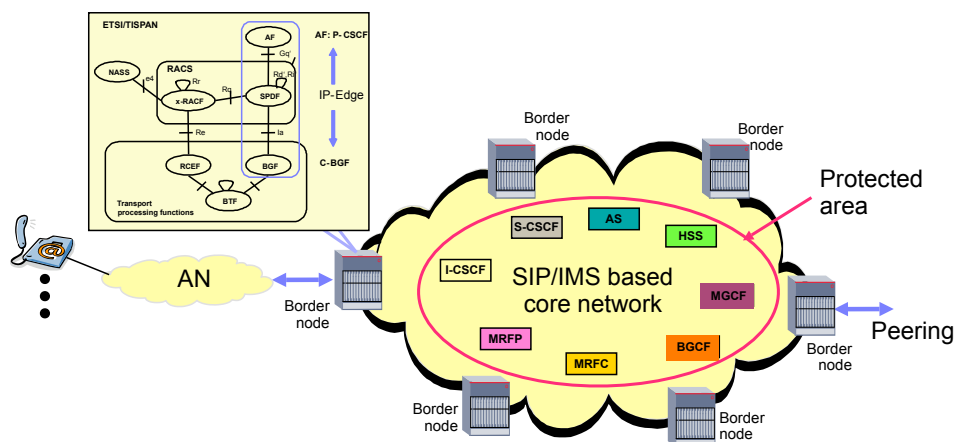 ETSI/TISPAN
AF
AF: P- CSCF
Gq'
NASS
RACS
e4
Rr
Rd', Ri'
Rq
x-RACF
SPDF
IP-Edge
Re
Ia
C-BGF
RCEF
BGF
BTF
Transport
processing functions
Border
node
Border
node
Protected
area
S-CSCF
AS
HSS
@
AN
Border
node
I-CSCF
SIP/IMS based
core network
MGCF
Peering
Border
node
MRFP
MRFC
BGCF
Border
node
Border
node